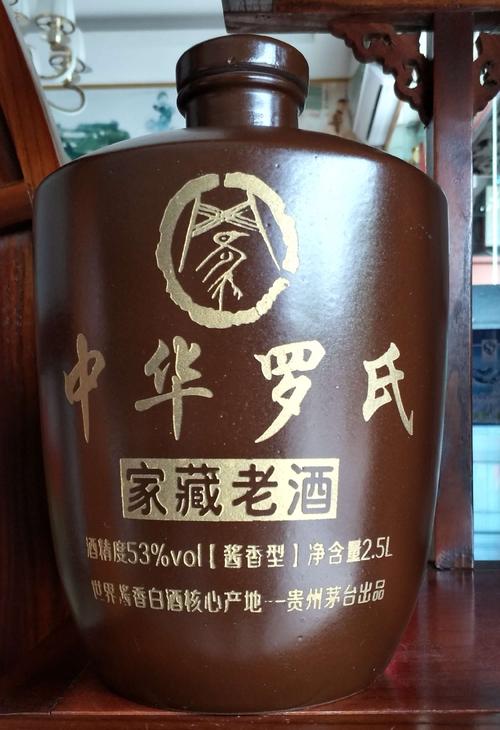 中华罗氏
家藏老酒
酒精度53%vol【酱香型】净含量2.5L
世界酱香白酒核心产地---贵州茅台出品